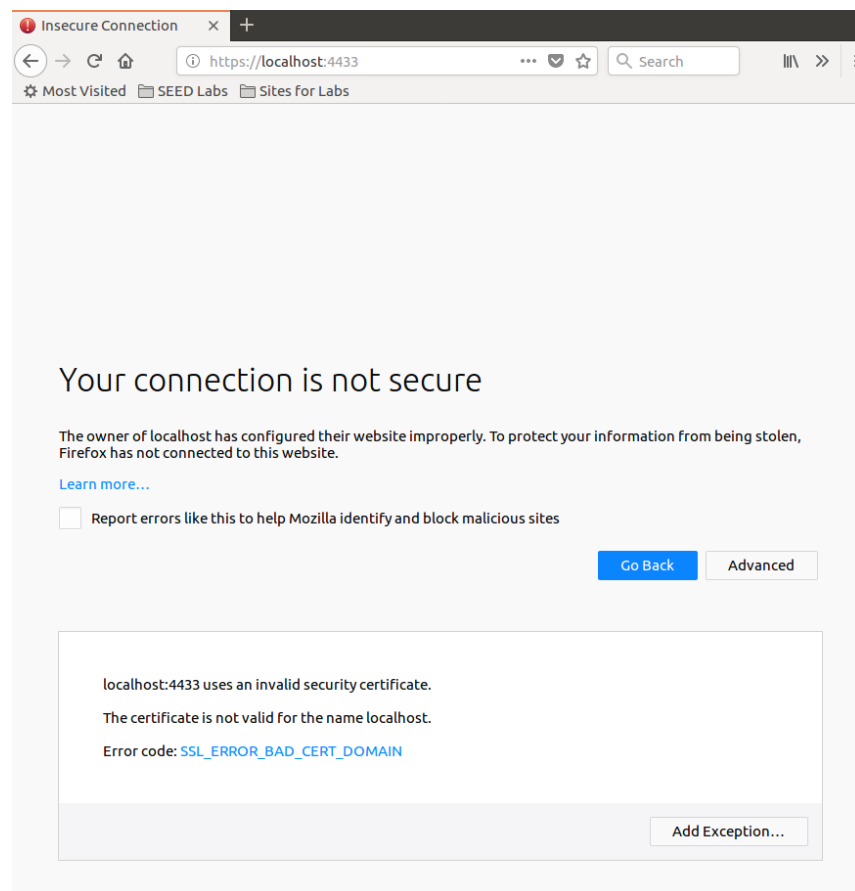 Insecure Connection
https://localhost:4433
Search
Most Visited SEED Labs Sites for Labs
Your connection is not secure
The owner of localhost has configured their website improperly. To protect your information from being stolen,
Firefox has not connected to this website.
Learn more…
Report errors like this to help Mozilla identify and block malicious sites
Go Back Advanced
localhost:4433 uses an invalid security certificate.
The certificate is not valid for the name localhost.
Error code: SSL_ERROR_BAD_CERT_DOMAIN
Add Exception…